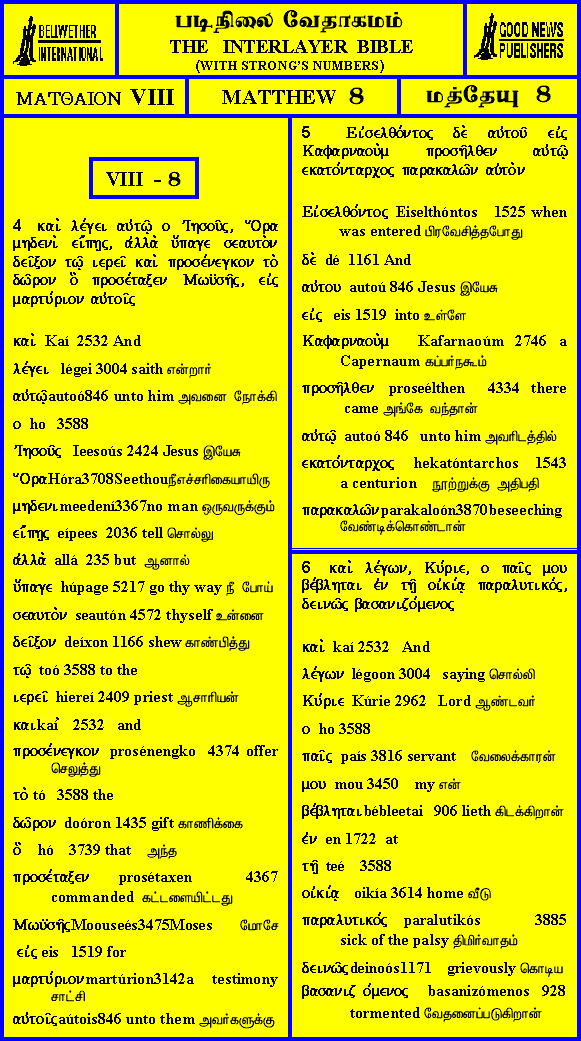 BELLWETHER
INTERNATIONAL
படிநிலை வேதாகமம்
THE INTERLAYER BIBLE
(WITH STRONG'S NUMBERS)
GOOD NEWS
PUBLISHERS
ΜΑΤΘΑΙΟΝ VIII
MATTHEW 8
மத்தேயு 8
VIII - 8
4 καὶ λέγει αὐτῷ ο Ἰησοῦς, Ὅρα
μηδενὶ εἴπῃς, ἀλλὰ ὕπαγε σεαυτὸν
δεῖξον τῷ ιερεῖ καὶ προσένεγκον τὸ
δῶρον ὃ προσέταξεν Μωϋσῆς, εἰς
μαρτύριον αὐτοῖς
καὶ Kaí 2532 And
λέγει légei 3004 saith என்றார்
αὐτῷ autoó846 unto him அவனை நோக்கி
ο ho 3588
Ἰησοῦς Ieesoús 2424 Jesus இயேசு
Ὅρα Hóra3708Seethou நீஎச்சரிகையாயிரு
μηδενι meedení3367no man ஒருவருக்கும்
εἴπῃς eípees 2036 tell சொல்லு
ἀλλὰ allá 235 but ஆனால்
ὕπαγε húpage 5217 go thy way நீ போய்
σεαυτὸν seautón 4572 thyself உன்னை
δεῖξον deíxon 1166 shew காண்பித்து
τῷ toó 3588 to the
ιερεῖ hiereí 2409 priest ஆசாரியன்
και kaí 2532 and
προσένεγκον prosénengko 4374 offer
செலுத்து
τὸ tó 3588 the
δῶρον doóron 1435 gift காணிக்கை
ὃ hó 3739 that அந்த
προσέταξεν prosétaxen 4367
commanded கட்டளையிட்டது
Μωϋσῆς Moouseés3475Moses மோசே
εἰς eis 1519 for
μαρτύριον martúrion3142a testimony
சாட்சி
αὐτοῖς aútois846 unto them அவர்களுக்கு
5 Εἰσελθόντος δὲ αὐτοῦ εἰς
Καφαρναοὺμ προσῆλθεν αὐτῷ
εκατόνταρχος παρακαλῶν αὐτὸν
Εἰσελθόντος Eiselthóntos 1525 when
was entered பிரவேசித்தபோது
δὲ dé 1161 And
αὐτου autoú 846 Jesus இயேசு
εἰς eis 1519 into உள்ளே
Καφαρναοὺμ Kafarnaoúm 2746 a
Capernaum கப்பர்நகூம்
προσῆλθεν proseélthen 4334 there
came அங்கே வந்தான்
αὐτῷ autoó 846 unto him அவரிடத்தில்
εκατόνταρχος hekatóntarchos 1543
a centurion நூற்றுக்கு அதிபதி
παρακαλῶν parakaloón3870 beseeching
வேண்டிக்கொண்டான்
6 καὶ λέγων, Κύριε, ο παῖς μου
βέβληται ἐν τῇ οἰκίᾳ παραλυτικός,
δεινῶς βασανιζόμενος
καὶ kaí 2532 And
λέγων légoon 3004 saying சொல்லி
Κύριε Kúrie 2962 Lord ஆண்டவர்
ο ho 3588
παῖς país 3816 servant வேலைக்காரன்
μου mou 3450 my என்
βέβληται bébleetai 906 lieth கிடக்கிறான்
ἐν en 1722 at
τῇ teé 3588
οἰκίᾳ oikía 3614 home வீடு
παραλυτικός paralutikós 3885
sick of the palsy திமிர்வாதம்
δεινῶς deinoós1171 grievously கொடிய
βασανιζ όμενος basanizómenos 928
tormented வேதனைப்படுகிறான்